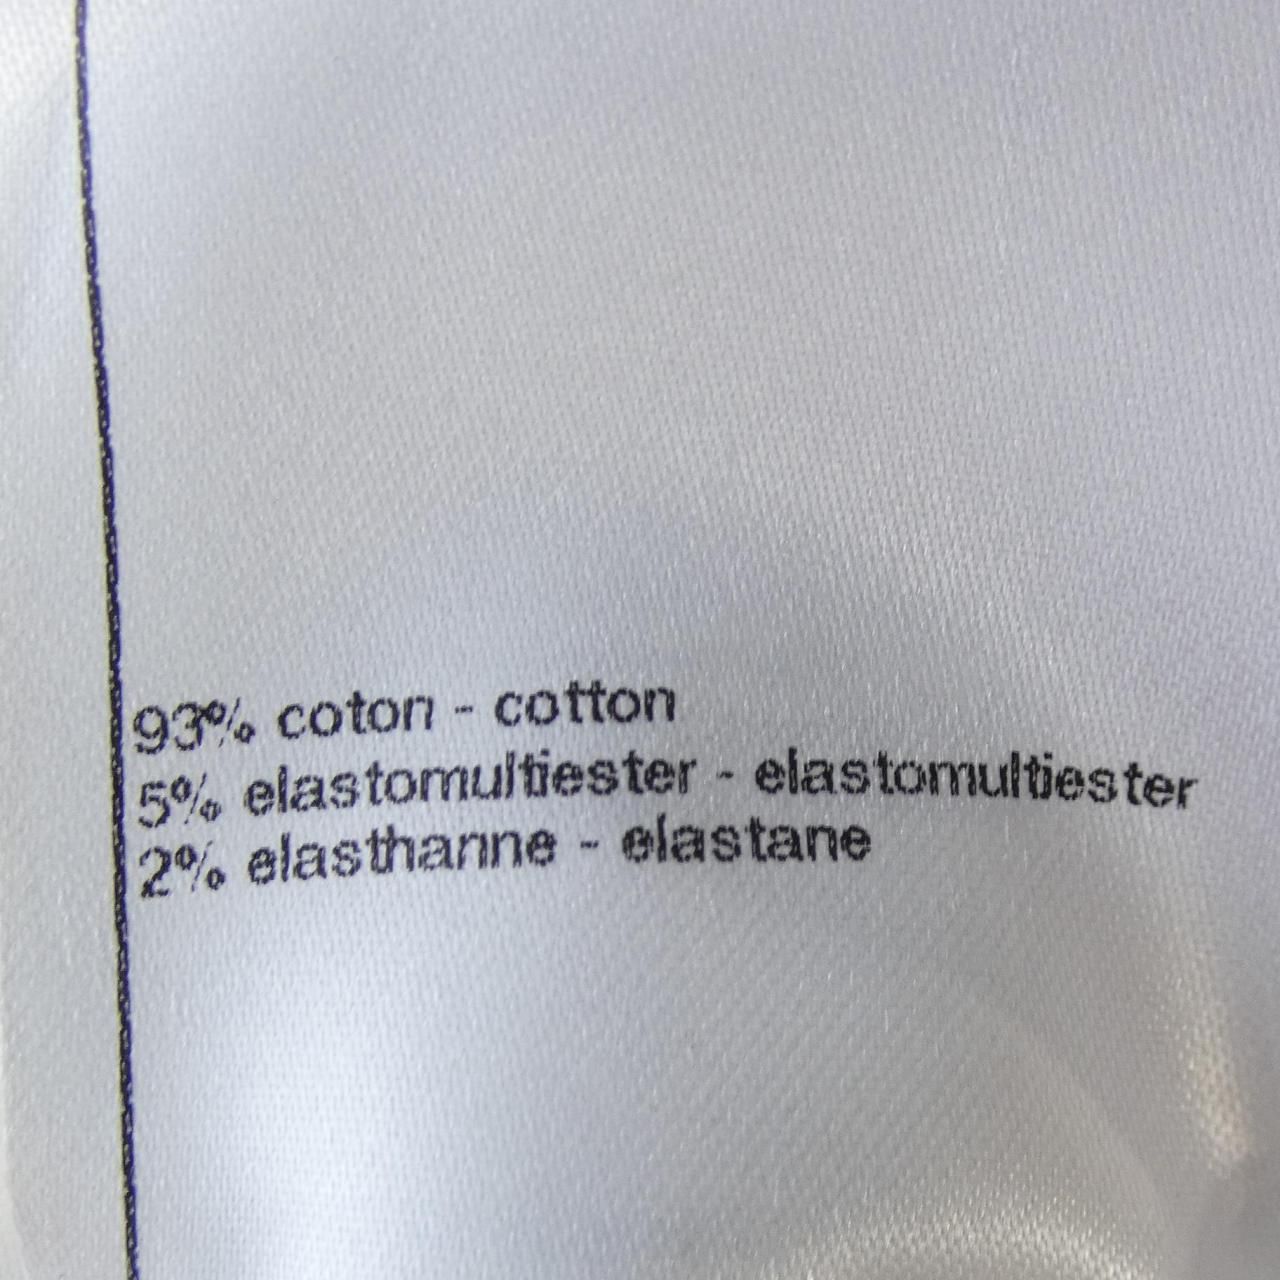 93% coton - cotton
5% elastomultiester - elastomultiester
2% elasthanne - elastane